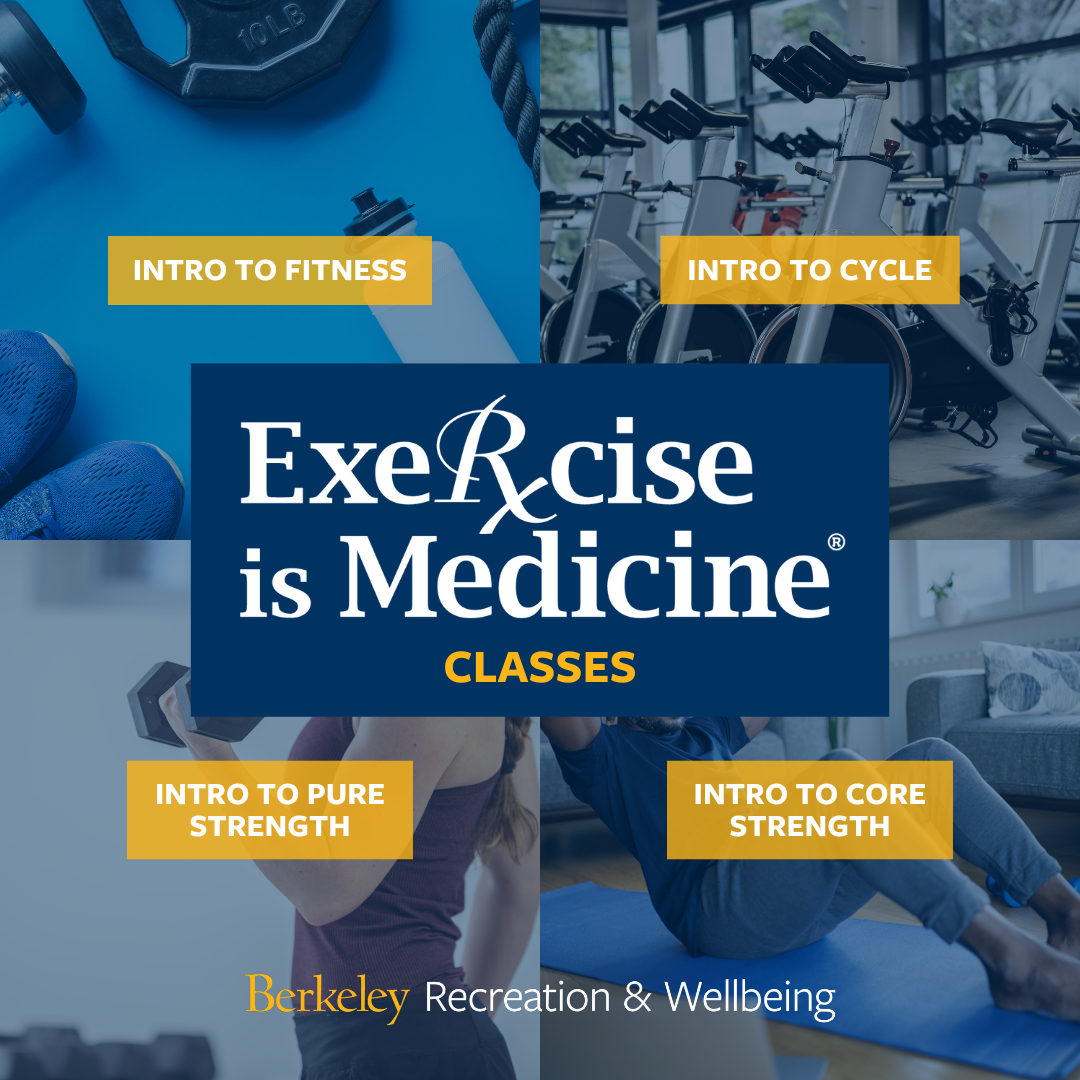 10LB
INTRO TO FITNESS
INTRO TO CYCLE
ExeRxcise
is Medicine®
CLASSES
INTRO TO PURE
STRENGTH
INTRO TO CORE
STRENGTH
Berkeley Recreation & Wellbeing